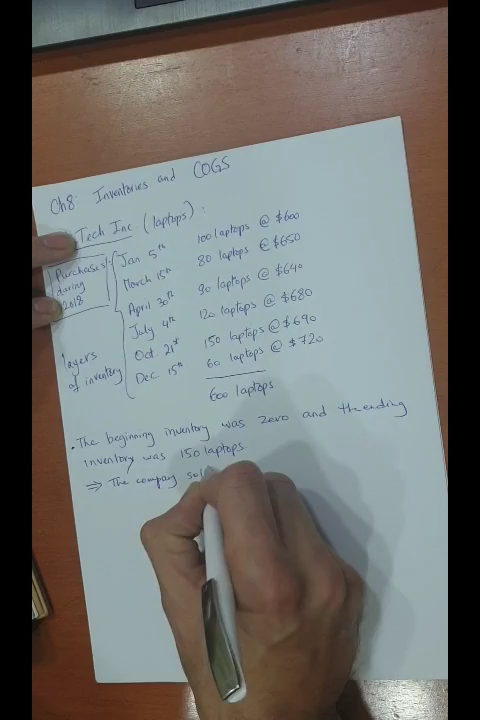 Ch8: Inventories and COGS
Tech Inc (laptops):
Purchases during 2018
Jan 5th 100 laptops @ $600
March 15th 80 laptops @ $650
April 30th 90 laptops @ $640
July 4th 120 laptops @ $680
Oct. 21st 150 laptops @ $690
Dec. 15th 60 laptops @ $720
layers of inventory
600 laptops
• The beginning inventory was zero and the ending
inventory was 150 laptops.
⇒ The company sol